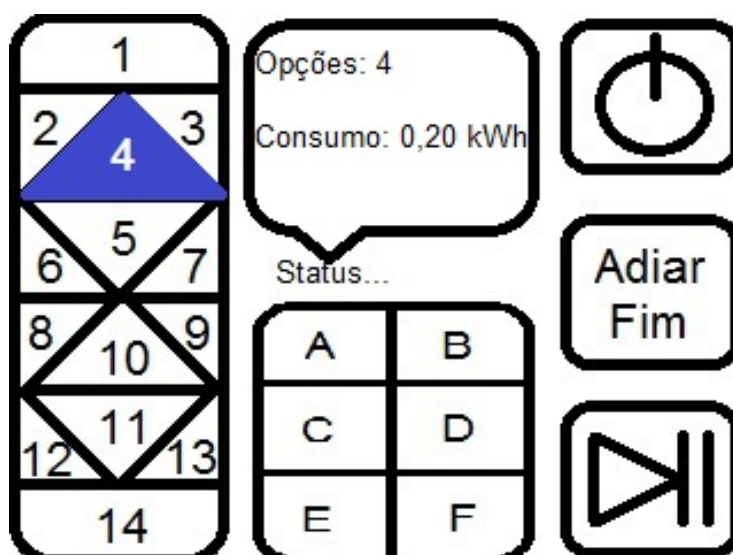 1
2 3
4
5
6 7
8 9
10
11
12 13
14
Opções: 4
Consumo: 0,20 kWh
Status...
A B
C D
E F
Adiar
Fim